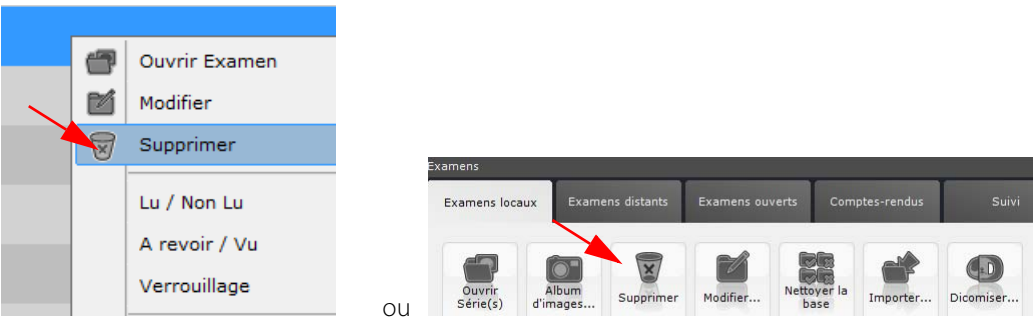 Ouvrir Examen
Modifier
Supprimer
Lu / Non Lu
A revoir / Vu
Verrouillage
ou
Examens
Examens locaux Examens distants Examens ouverts Comptes-rendus Suivi
Ouvrir
Série(s)
Album
d'images...
Supprimer
Modifier...
Nettoyer la
base
Importer...
Dicomiser...